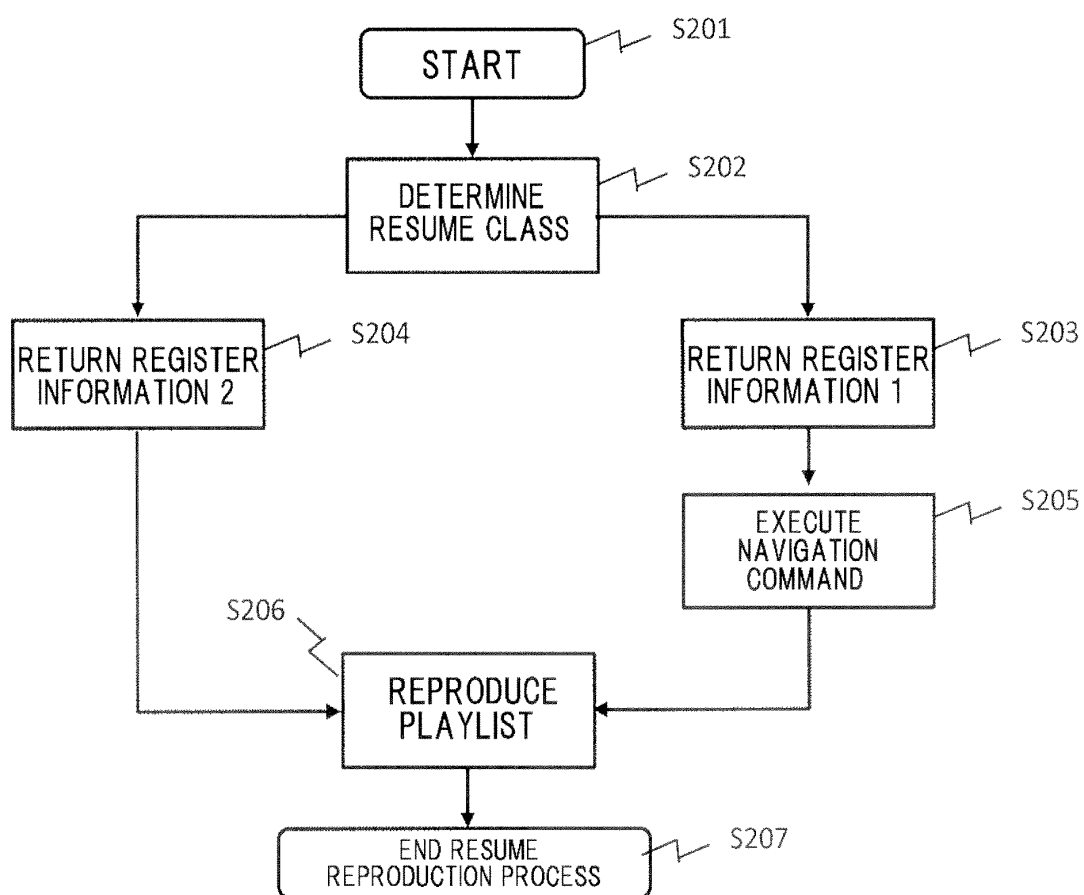 START
S201
DETERMINE
RESUME CLASS
S202
RETURN REGISTER
INFORMATION 2
S204
RETURN REGISTER
INFORMATION 1
S203
EXECUTE
NAVIGATION
COMMAND
S205
S206
REPRODUCE
PLAYLIST
END RESUME
REPRODUCTION PROCESS
S207